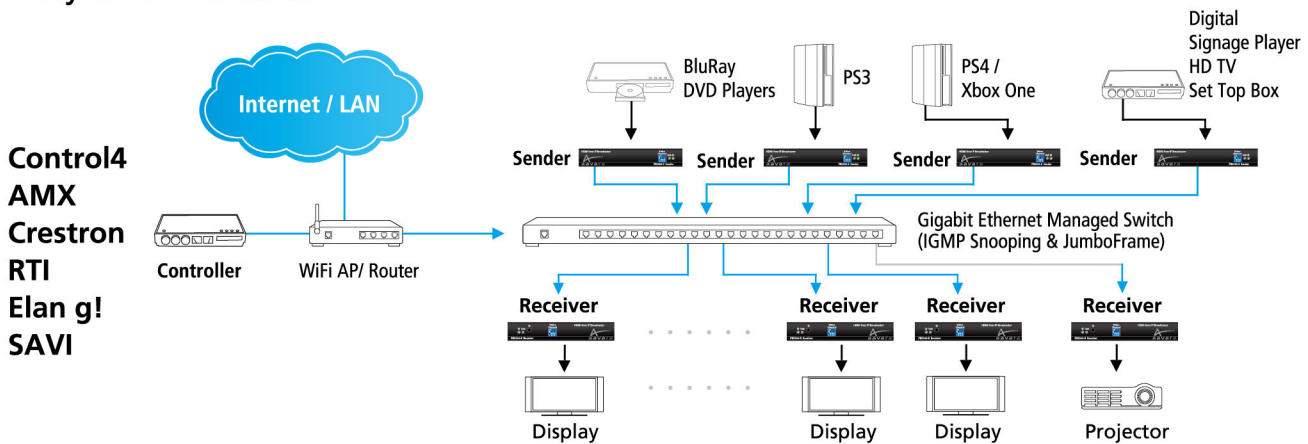 Internet / LAN
Control4
AMX
Crestron
RTI
Elan g!
SAVI
Controller
WiFi AP/ Router
BluRay
DVD Players
PS3
PS4 /
Xbox One
Digital
Signage Player
HD TV
Set Top Box
Sender
Sender
Sender
Sender
Gigabit Ethernet Managed Switch
(IGMP Snooping & JumboFrame)
Receiver
Receiver
Receiver
Receiver
Display
Display
Display
Projector